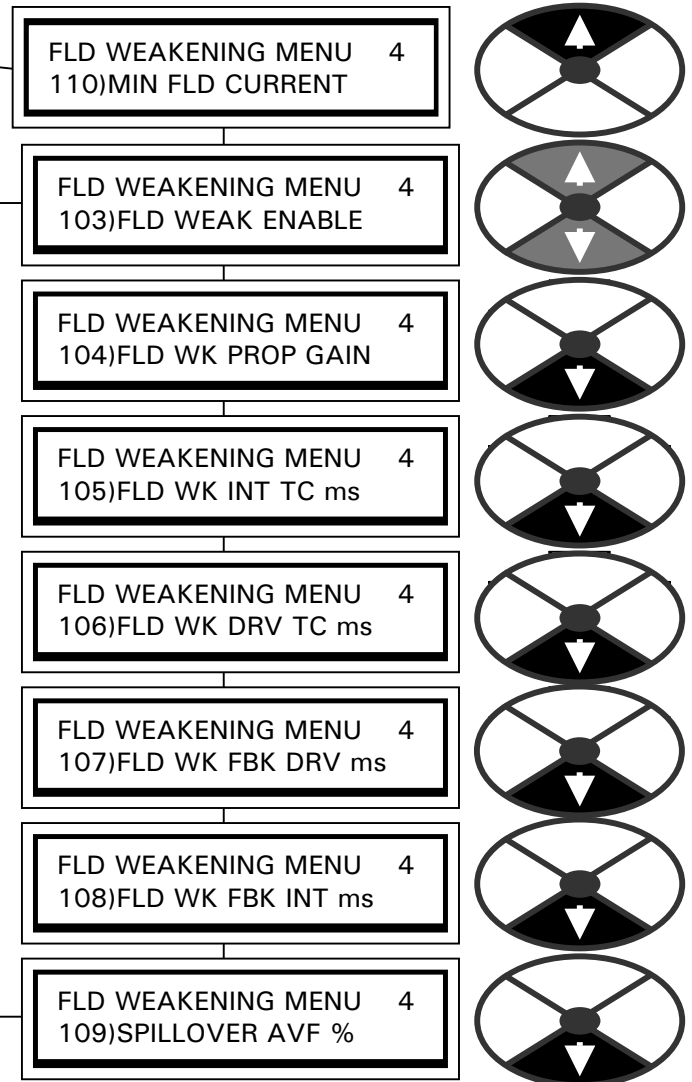 FLD WEAKENING MENU 4
110)MIN FLD CURRENT
FLD WEAKENING MENU 4
103)FLD WEAK ENABLE
FLD WEAKENING MENU 4
104)FLD WK PROP GAIN
FLD WEAKENING MENU 4
105)FLD WK INT TC ms
FLD WEAKENING MENU 4
106)FLD WK DRV TC ms
FLD WEAKENING MENU 4
107)FLD WK FBK DRV ms
FLD WEAKENING MENU 4
108)FLD WK FBK INT ms
FLD WEAKENING MENU 4
109)SPILLOVER AVF %